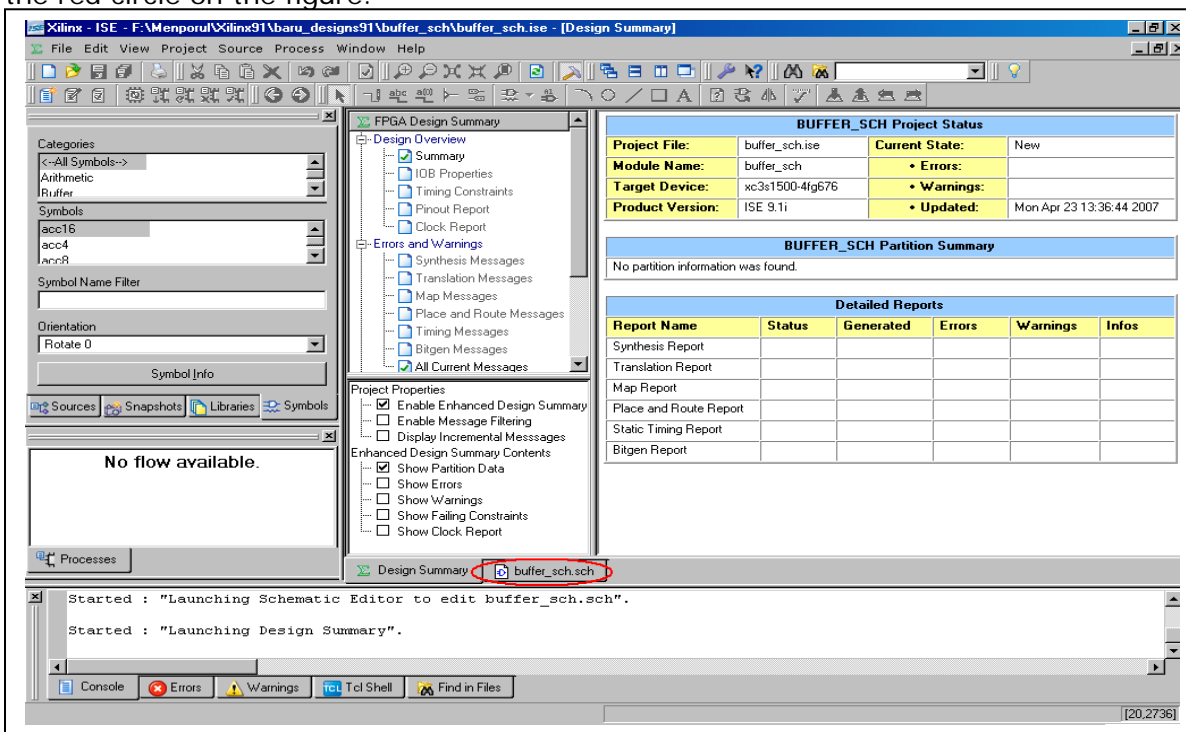 the red circle on the figure.
Xilinx - ISE - F:\Menporul\Xilinx91\baru_designs91\buffer_sch\buffer_sch.ise - [Design Summary]
File Edit View Project Source Process Window Help
Categories
<--All Symbols-->
Arithmetic
Buffer
Symbols
acc16
acc4
acc8
Symbol Name Filter
Orientation
Rotate 0
Symbol Info
Sources Snapshots Libraries Symbols
No flow available.
Processes
FPGA Design Summary
Design Overview
Summary
IOB Properties
Timing Constraints
Pinout Report
Clock Report
Errors and Warnings
Synthesis Messages
Translation Messages
Map Messages
Place and Route Messages
Timing Messages
Bitgen Messages
All Current Messages
Project Properties
Enable Enhanced Design Summary
Enable Message Filtering
Display Incremental Messsages
Enhanced Design Summary Contents
Show Partition Data
Show Errors
Show Warnings
Show Failing Constraints
Show Clock Report
Design Summary buffer_sch.sch
BUFFER_SCH Project Status
Project File: buffer_sch.ise Current State: New
Module Name: buffer_sch • Errors:
Target Device: xc3s1500-4fg676 • Warnings:
Product Version: ISE 9.1i • Updated: Mon Apr 23 13:36:44 2007
BUFFER_SCH Partition Summary
No partition information was found.
Detailed Reports
Report Name Status Generated Errors Warnings Infos
Synthesis Report
Translation Report
Map Report
Place and Route Report
Static Timing Report
Bitgen Report
Started : "Launching Schematic Editor to edit buffer_sch.sch".
Started : "Launching Design Summary".
Console Errors Warnings Tcl Shell Find in Files
[20,2736]